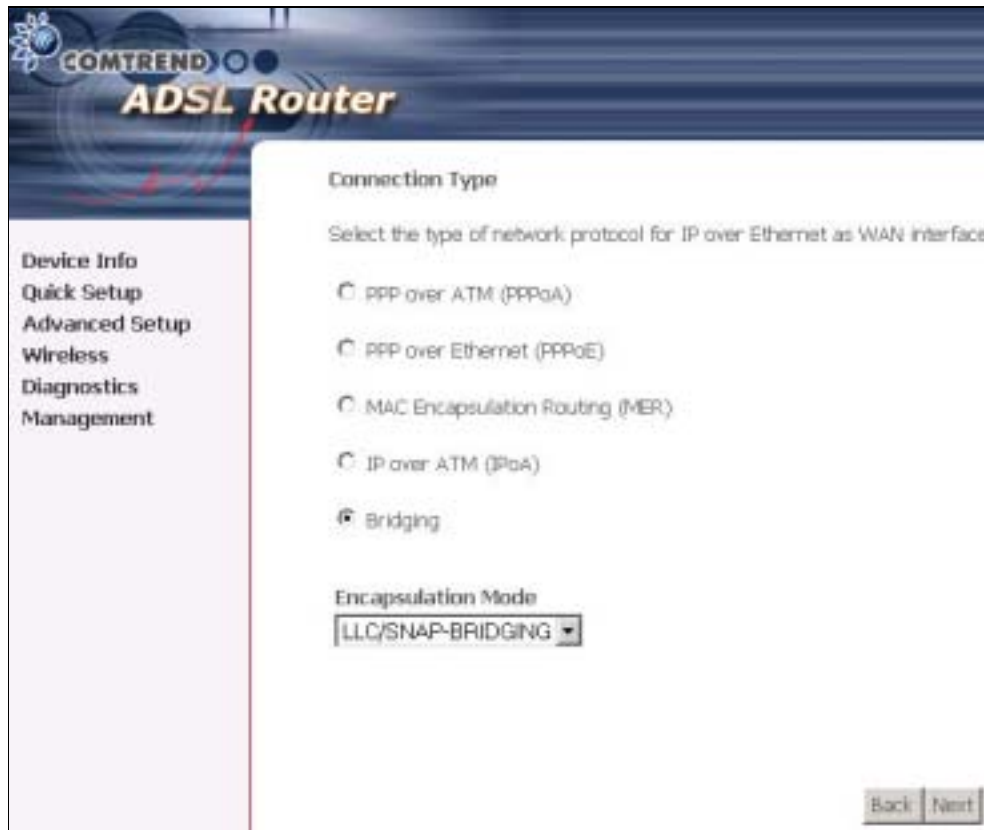 COMTREND
ADSL Router
Device Info
Quick Setup
Advanced Setup
Wireless
Diagnostics
Management
Connection Type
Select the type of network protocol for IP over Ethernet as WAN interface
PPP over ATM (PPPoA)
PPP over Ethernet (PPPoE)
MAC Encapsulation Routing (MER)
IP over ATM (IPoA)
Bridging
Encapsulation Mode
LLC/SNAP-BRIDGING
Back Next